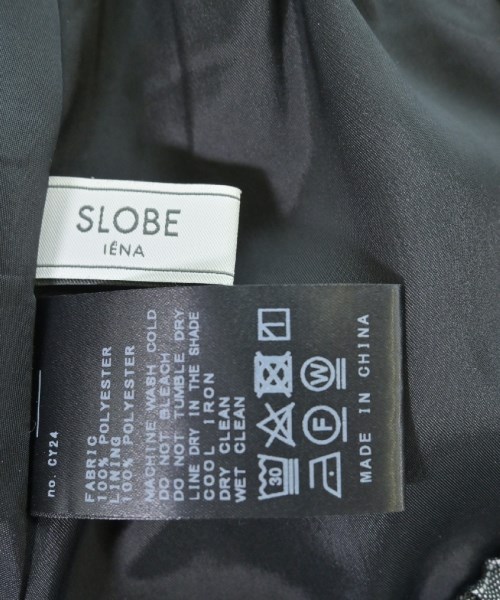 SLOBE
IÉNA
no. CY24
FABRIC
100% POLYESTER
LINING
100% POLYESTER
MACHINE WASH COLD
DO NOT BLEACH
DO NOT TUMBLE DRY
LINE DRY IN THE SHADE
COOL IRON
DRY CLEAN
WET CLEAN
30
F
W
MADE IN CHINA